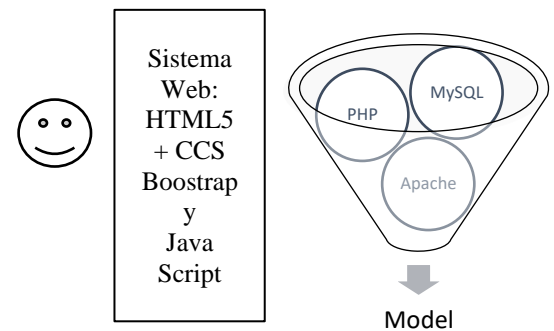 Sistema
Web:
HTML5
+ CCS
Boostrap
y
Java
Script
PHP
MySQL
Apache
Model